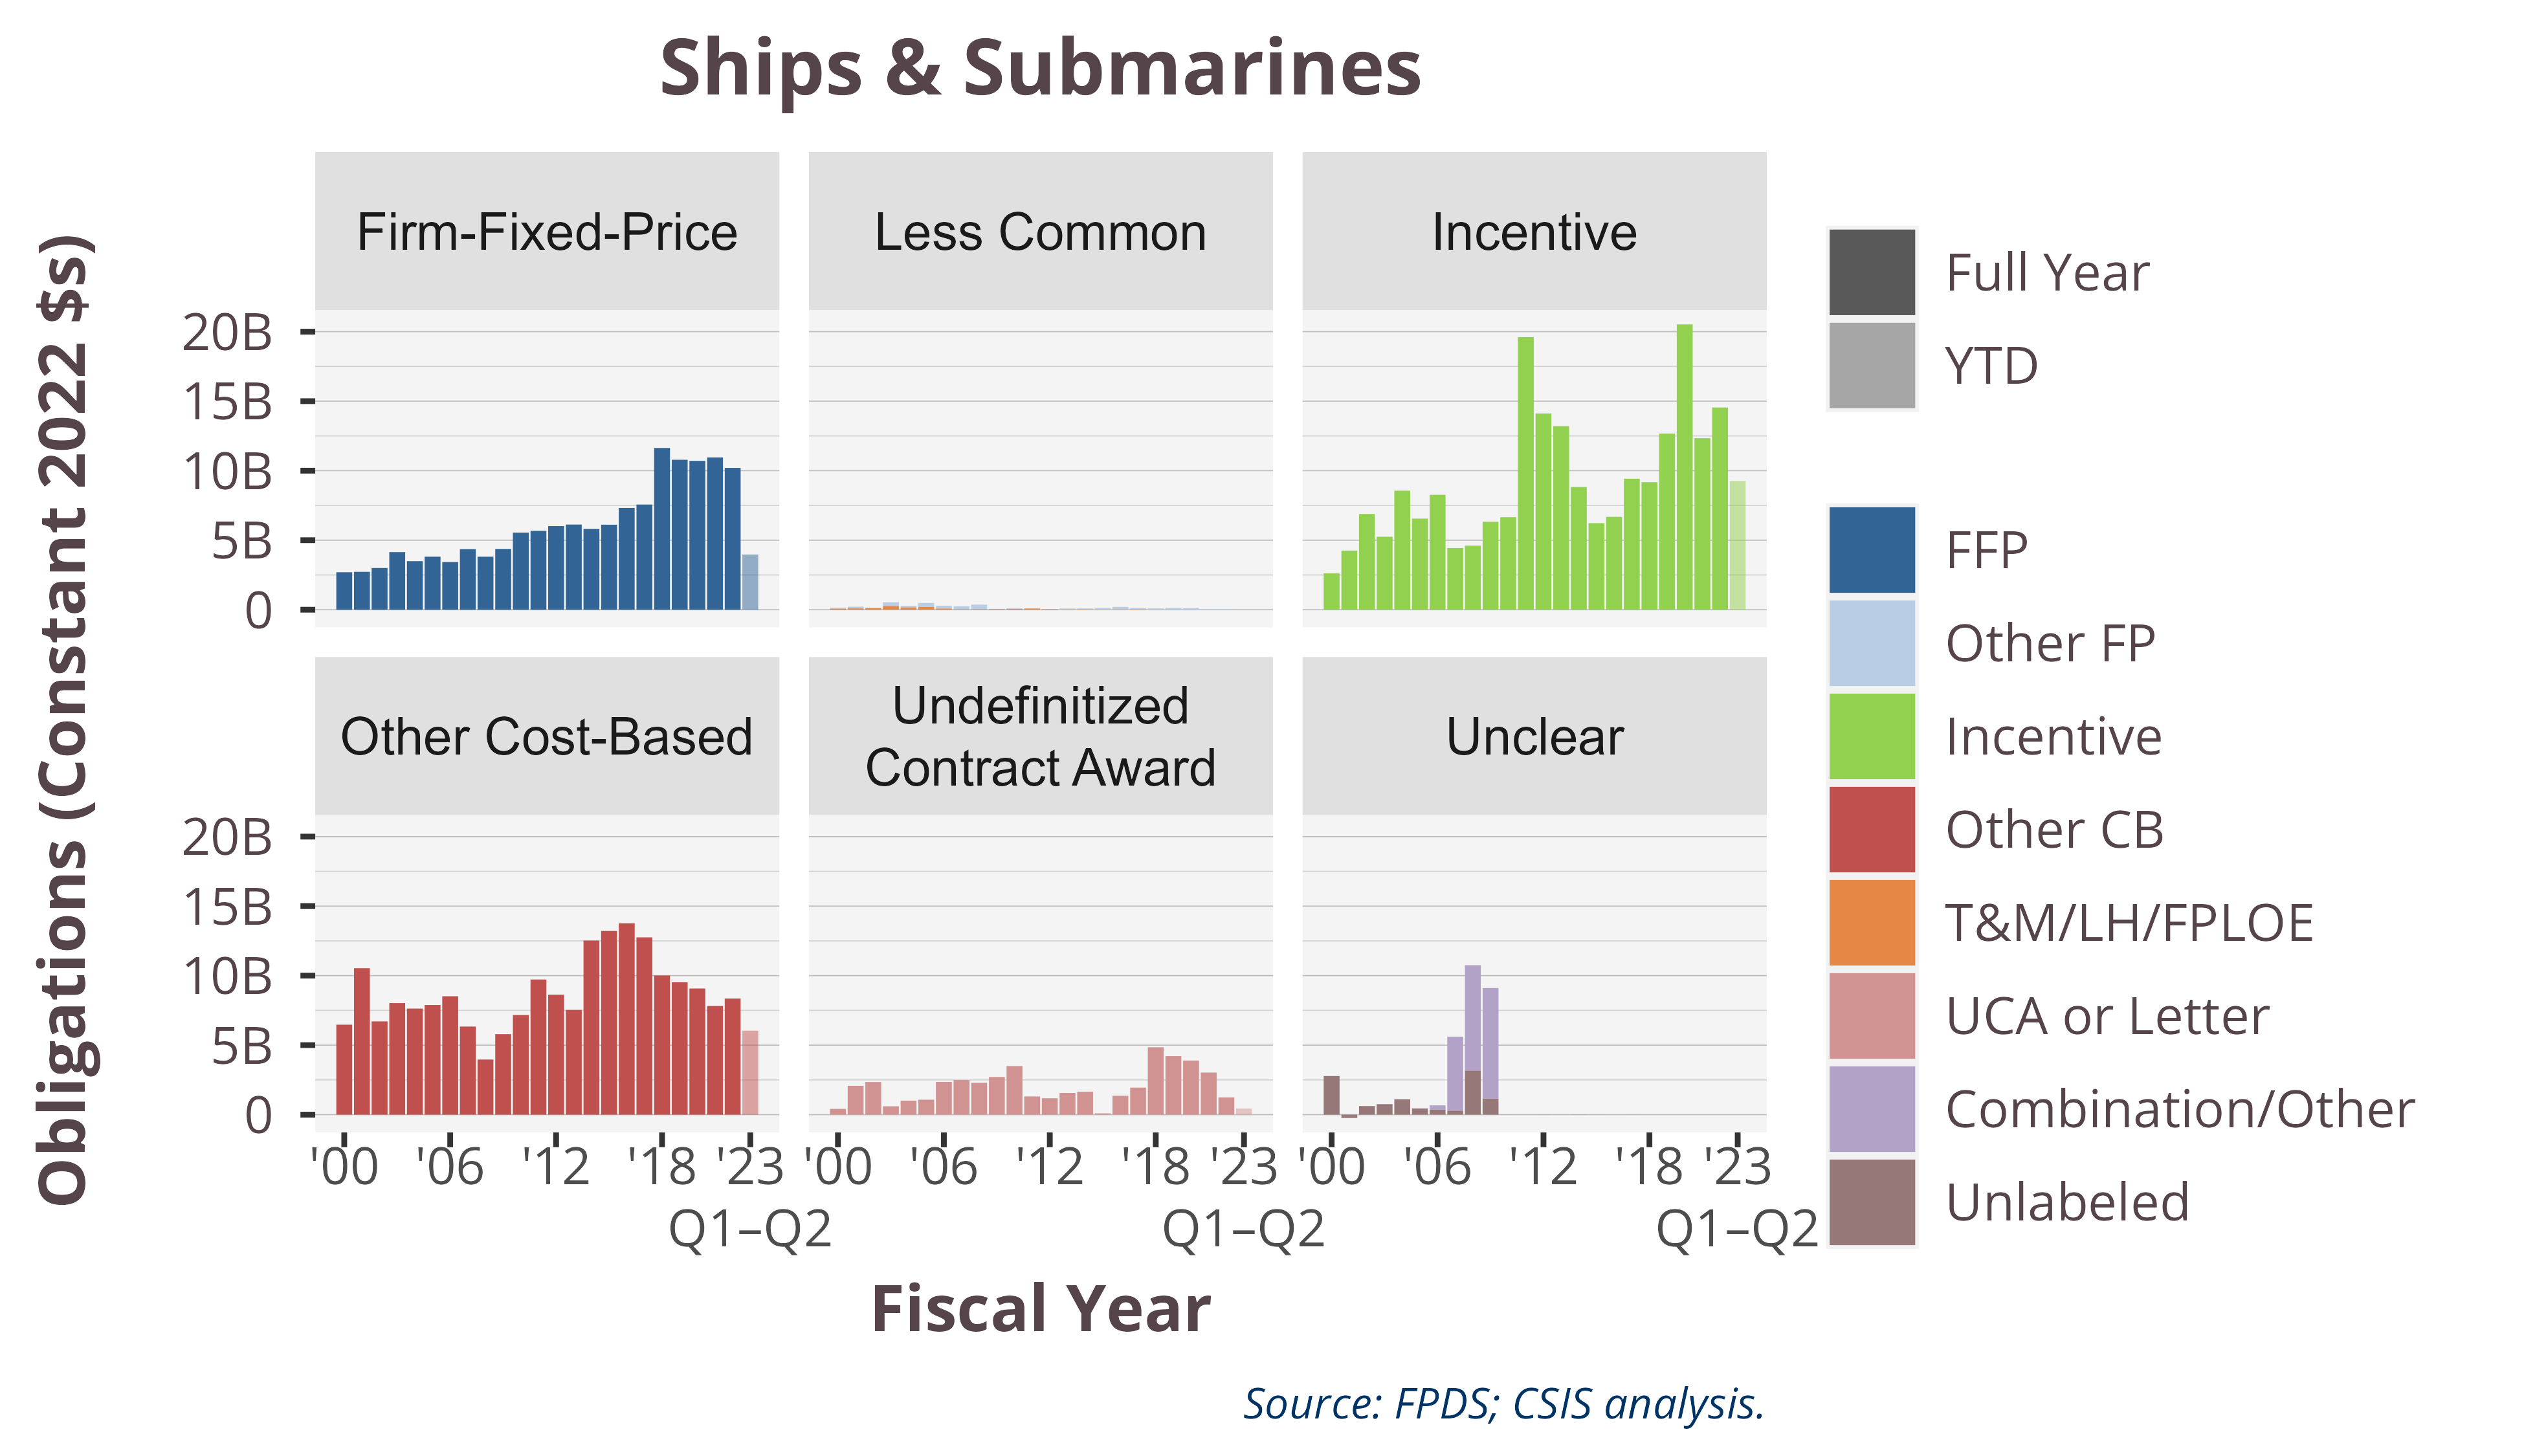 Ships & Submarines
Obligations (Constant 2022 $s)
Firm-Fixed-Price
Less Common
Incentive
20B
15B
10B
5B
0
Other Cost-Based
Undefinitized
Contract Award
Unclear
20B
15B
10B
5B
0
'00 '06 '12 '18 '23
Q1–Q2
'00 '06 '12 '18 '23
Q1–Q2
'00 '06 '12 '18 '23
Q1–Q2
Fiscal Year
Full Year
YTD
FFP
Other FP
Incentive
Other CB
T&M/LH/FPLOE
UCA or Letter
Combination/Other
Unlabeled
Source: FPDS; CSIS analysis.